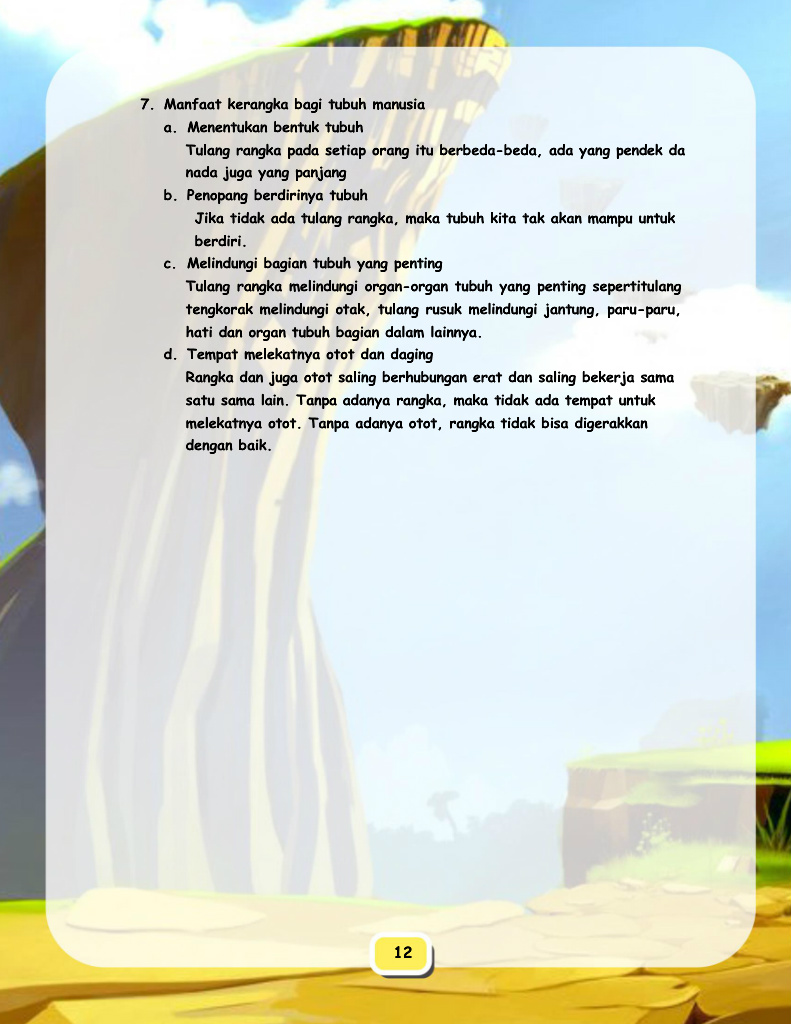 7. Manfaat kerangka bagi tubuh manusia
a. Menentukan bentuk tubuh
Tulang rangka pada setiap orang itu berbeda-beda, ada yang pendek da
nada juga yang panjang
b. Penopang berdirinya tubuh
Jika tidak ada tulang rangka, maka tubuh kita tak akan mampu untuk
berdiri.
c. Melindungi bagian tubuh yang penting
Tulang rangka melindungi organ-organ tubuh yang penting sepertitulang
tengkorak melindungi otak, tulang rusuk melindungi jantung, paru-paru,
hati dan organ tubuh bagian dalam lainnya.
d. Tempat melekatnya otot dan daging
Rangka dan juga otot saling berhubungan erat dan saling bekerja sama
satu sama lain. Tanpa adanya rangka, maka tidak ada tempat untuk
melekatnya otot. Tanpa adanya otot, rangka tidak bisa digerakkan
dengan baik.
12